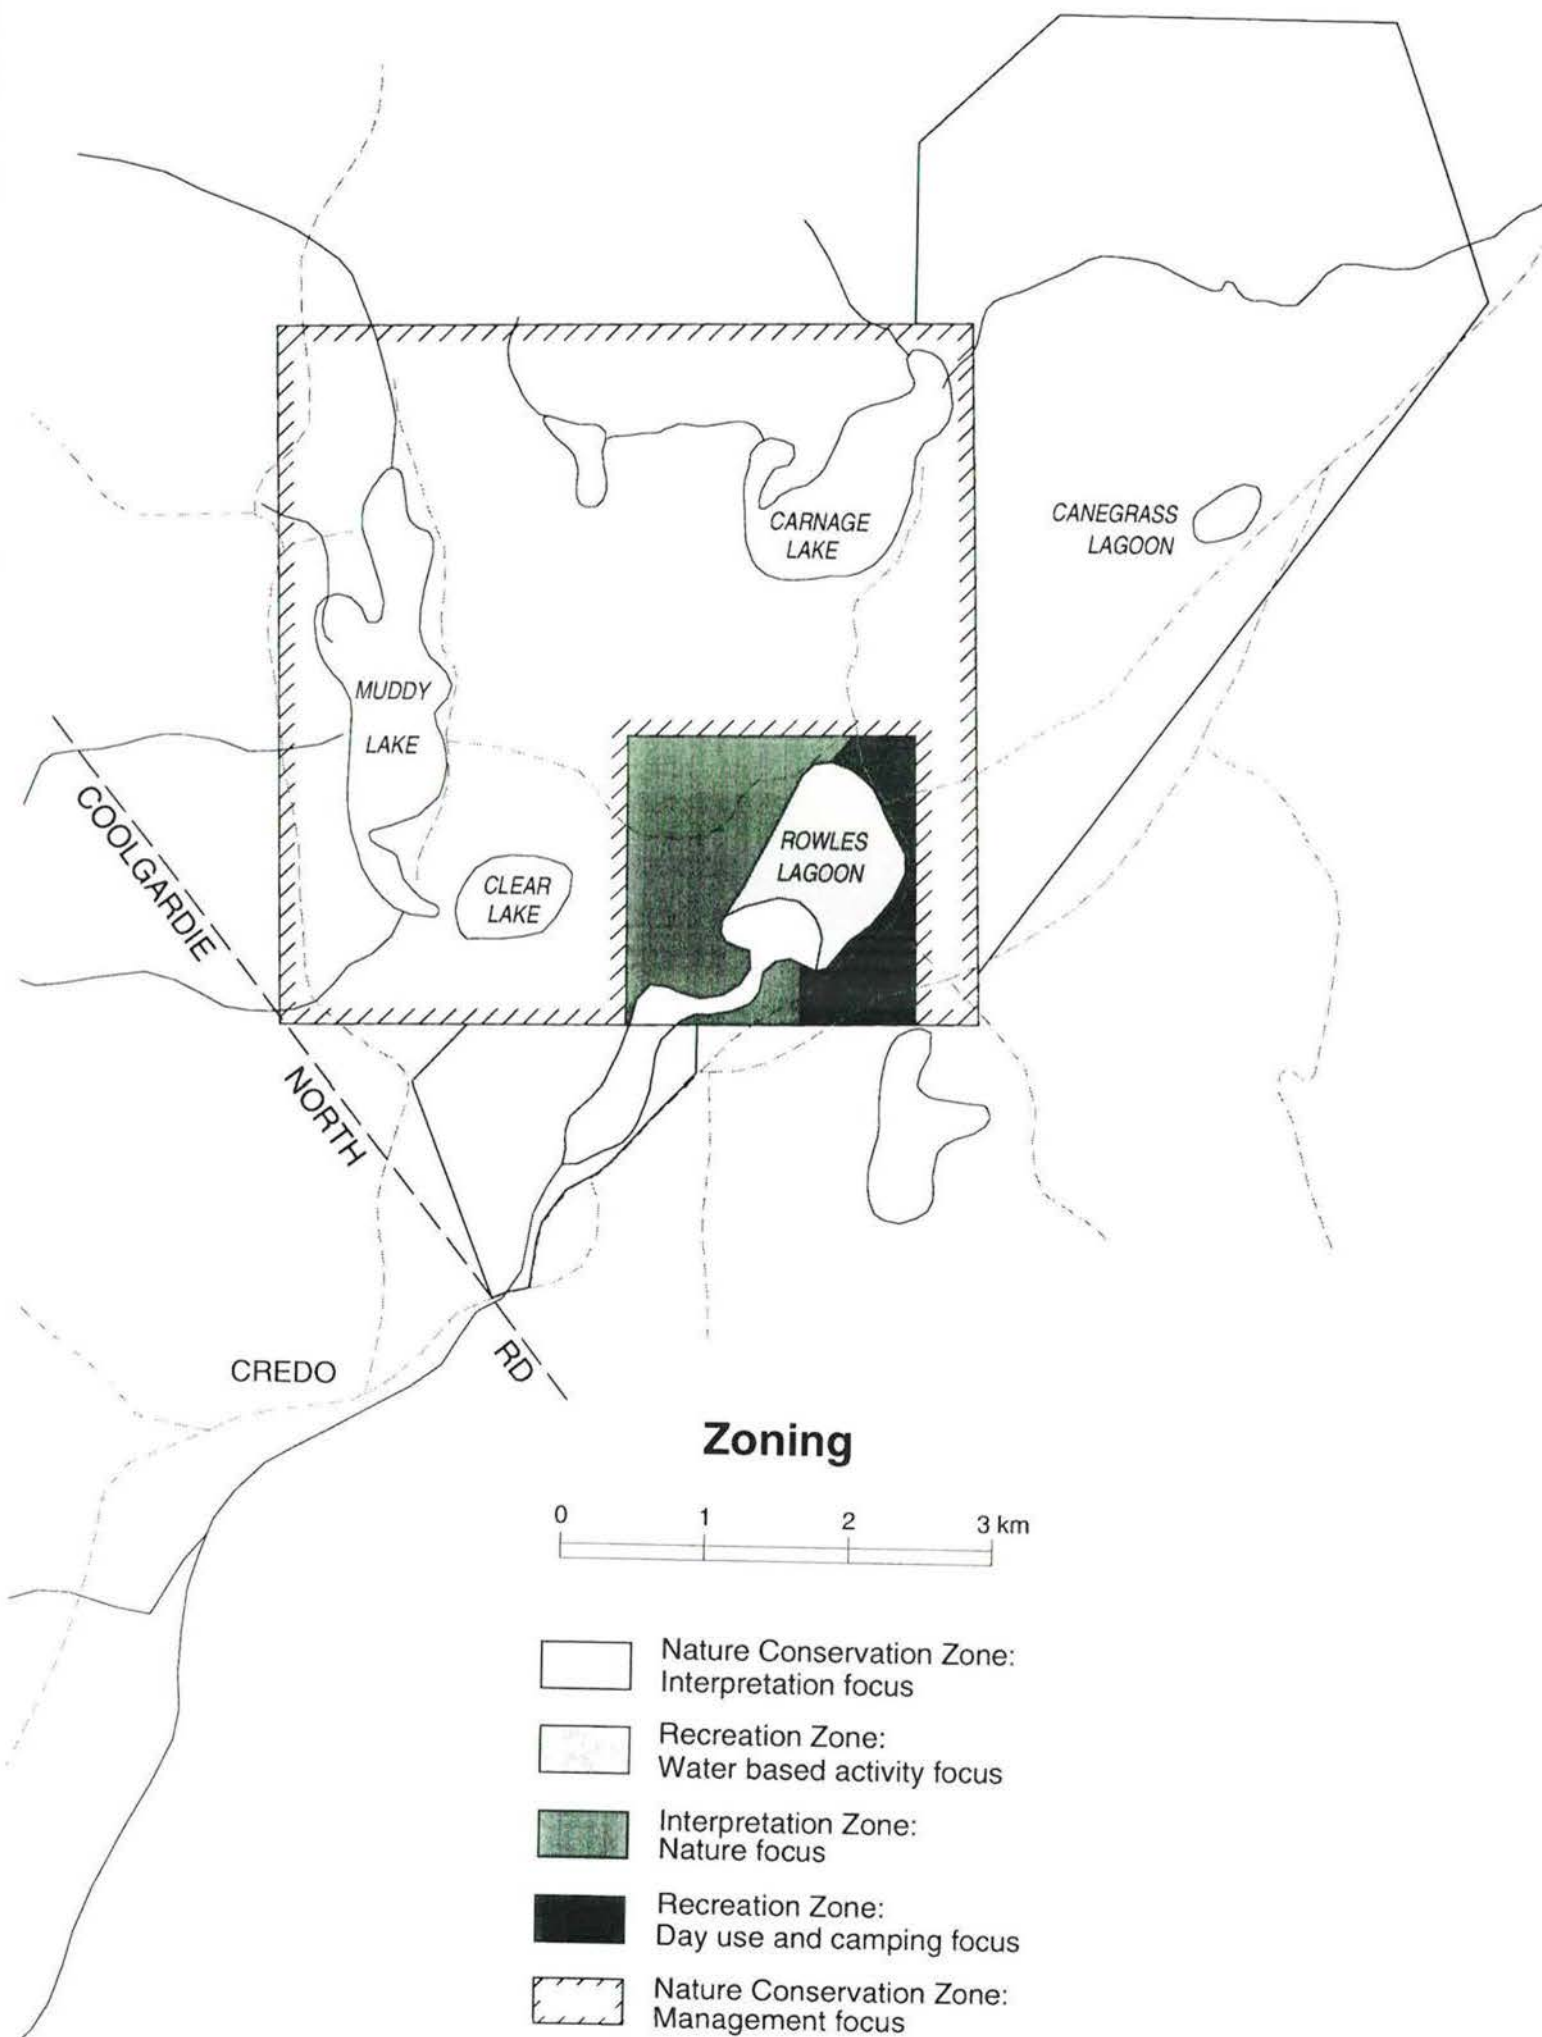 CARNAGE
LAKE
CANEGRASS
LAGOON
MUDDY
LAKE
COOLGARDIE
ROWLES
LAGOON
CLEAR
LAKE
NORTH
RD
CREDO
Zoning
0 1 2 3 km
Nature Conservation Zone:
Interpretation focus
Recreation Zone:
Water based activity focus
Interpretation Zone:
Nature focus
Recreation Zone:
Day use and camping focus
Nature Conservation Zone:
Management focus